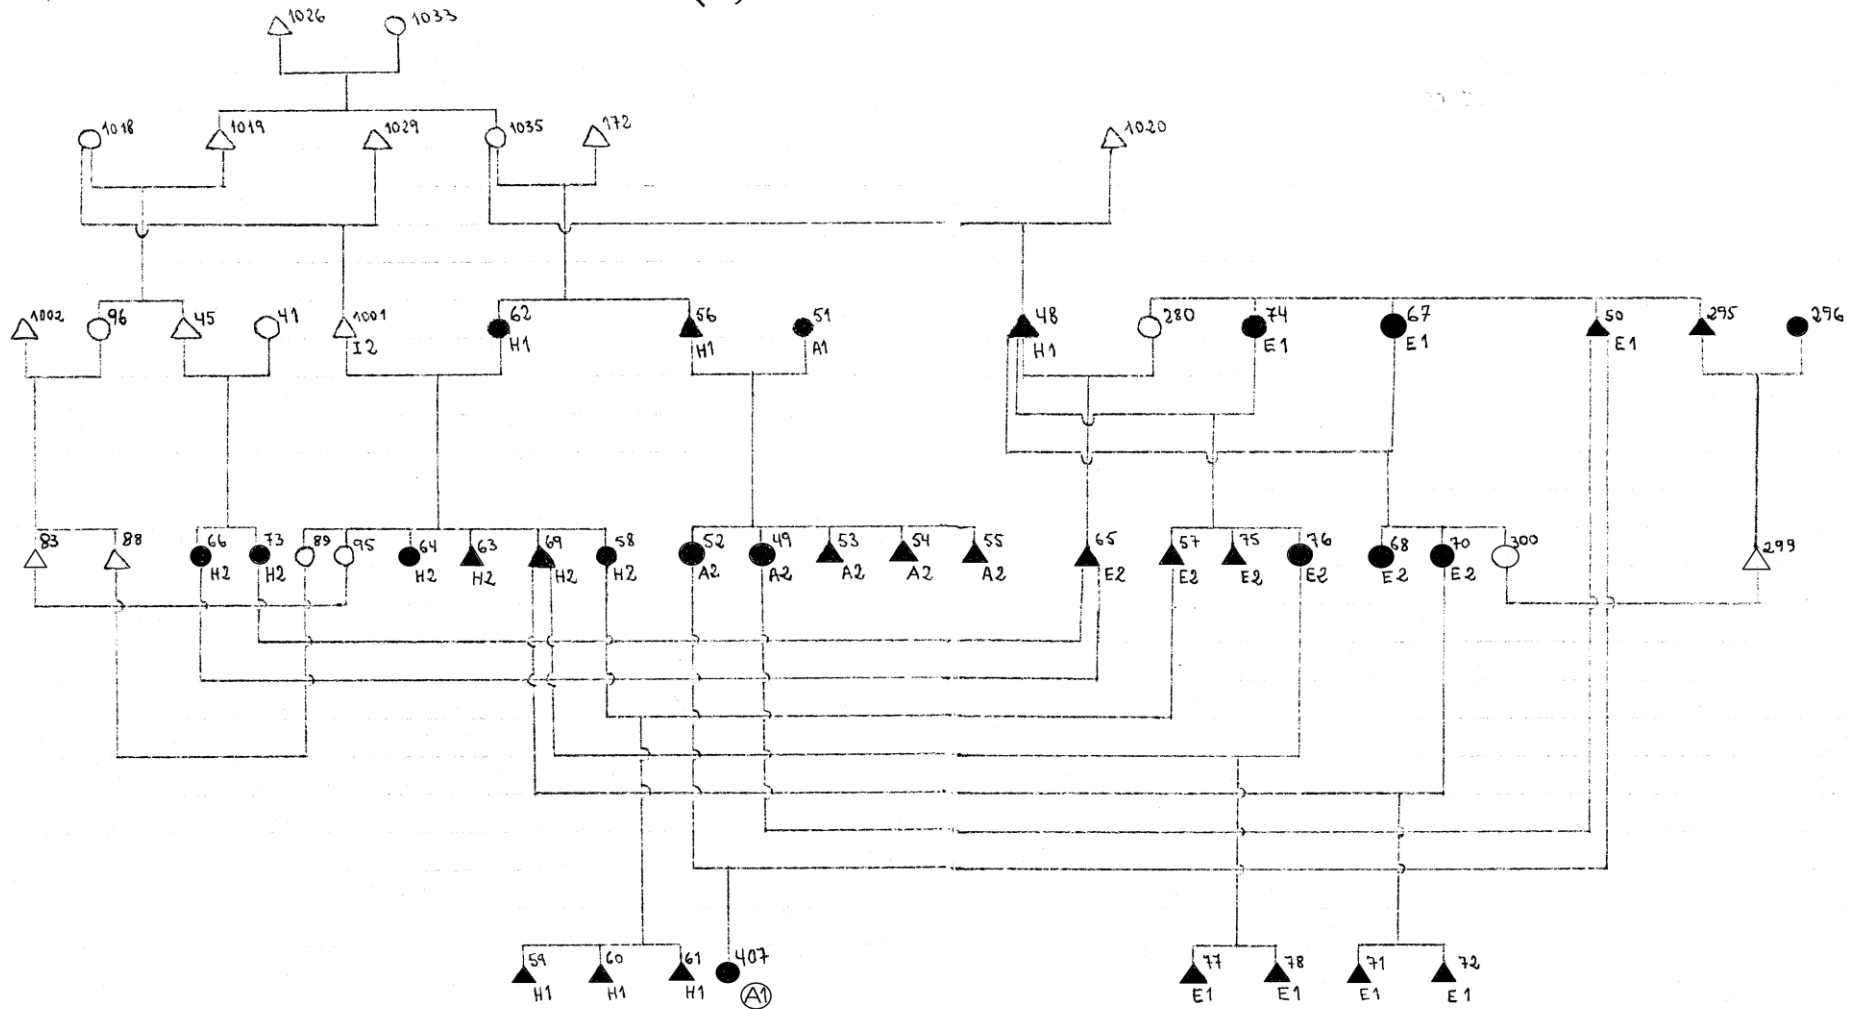 1026 1033
1018 1019 1029 1035 172 1020
1002 96 45 41 1001 62 56 51 48 280 74 67 50 295 296
I2 H1 H1 A1 H1 E1 E1 E1
83 88 66 73 89 95 64 63 69 58 52 49 53 54 55 65 57 75 76 68 70 300 299
H2 H2 H2 H2 H2 H2 A2 A2 A2 A2 A2 E2 E2 E2 E2 E2 E2
59 60 61 407 77 78 71 72
H1 H1 H1 A1 E1 E1 E1 E1